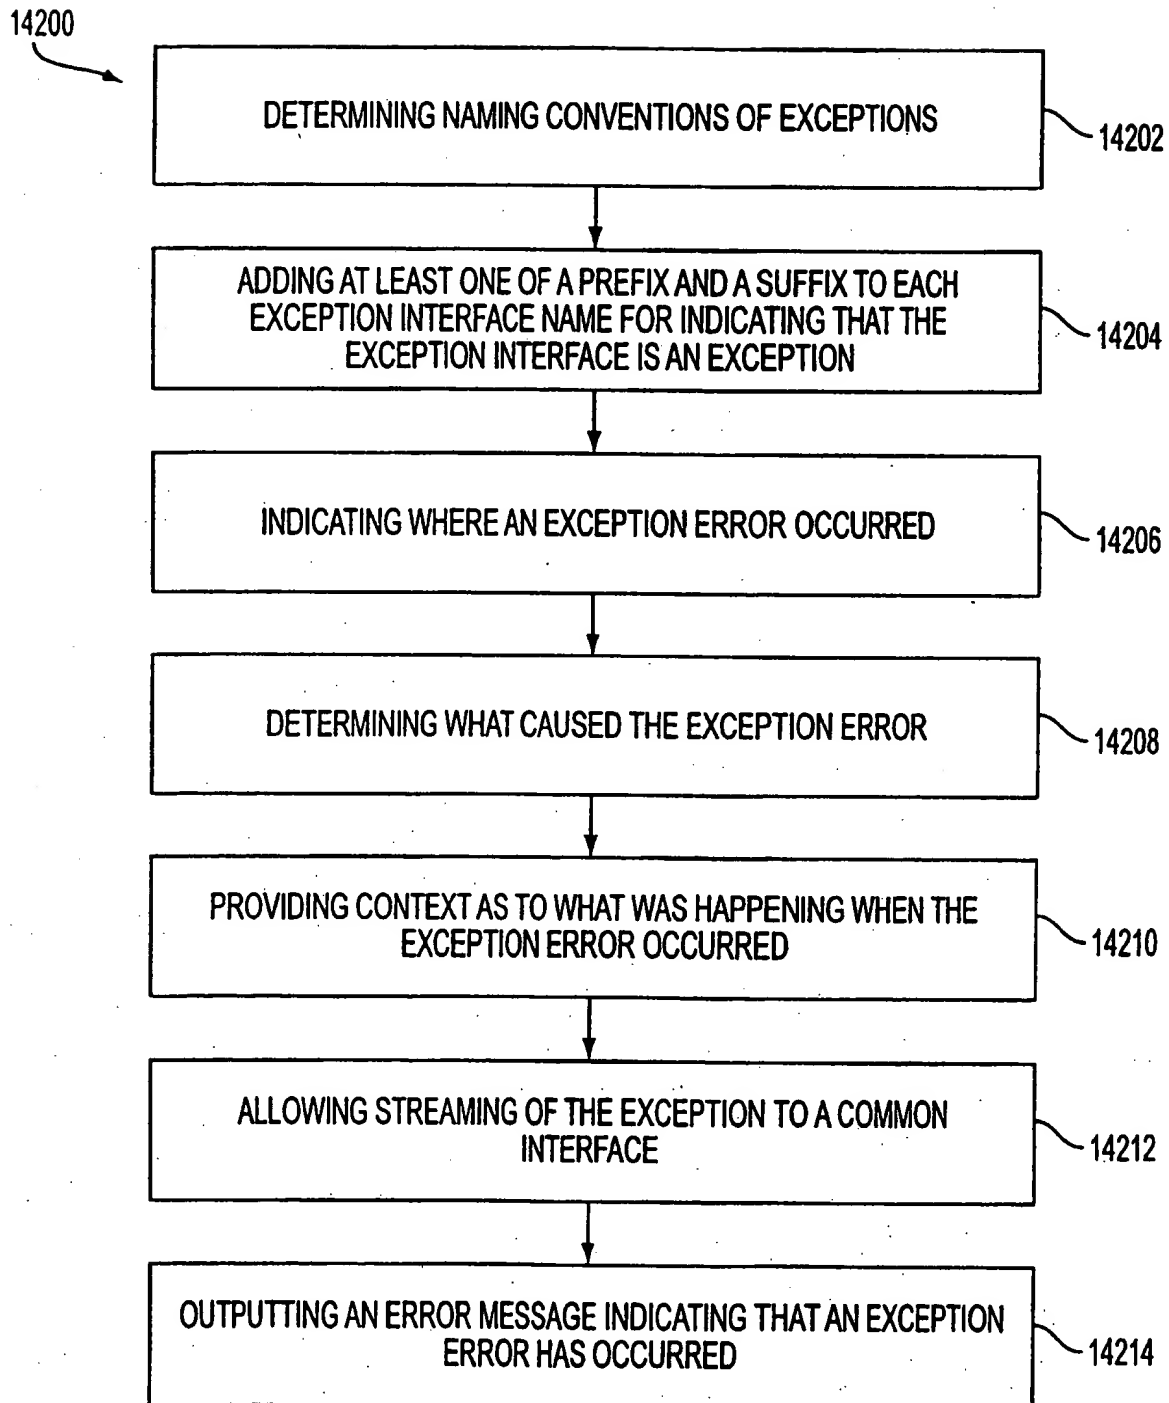 14200
DETERMINING NAMING CONVENTIONS OF EXCEPTIONS
14202
ADDING AT LEAST ONE OF A PREFIX AND A SUFFIX TO EACH
EXCEPTION INTERFACE NAME FOR INDICATING THAT THE
EXCEPTION INTERFACE IS AN EXCEPTION
14204
INDICATING WHERE AN EXCEPTION ERROR OCCURRED
14206
DETERMINING WHAT CAUSED THE EXCEPTION ERROR
14208
PROVIDING CONTEXT AS TO WHAT WAS HAPPENING WHEN THE
EXCEPTION ERROR OCCURRED
14210
ALLOWING STREAMING OF THE EXCEPTION TO A COMMON
INTERFACE
14212
OUTPUTTING AN ERROR MESSAGE INDICATING THAT AN EXCEPTION
ERROR HAS OCCURRED
14214